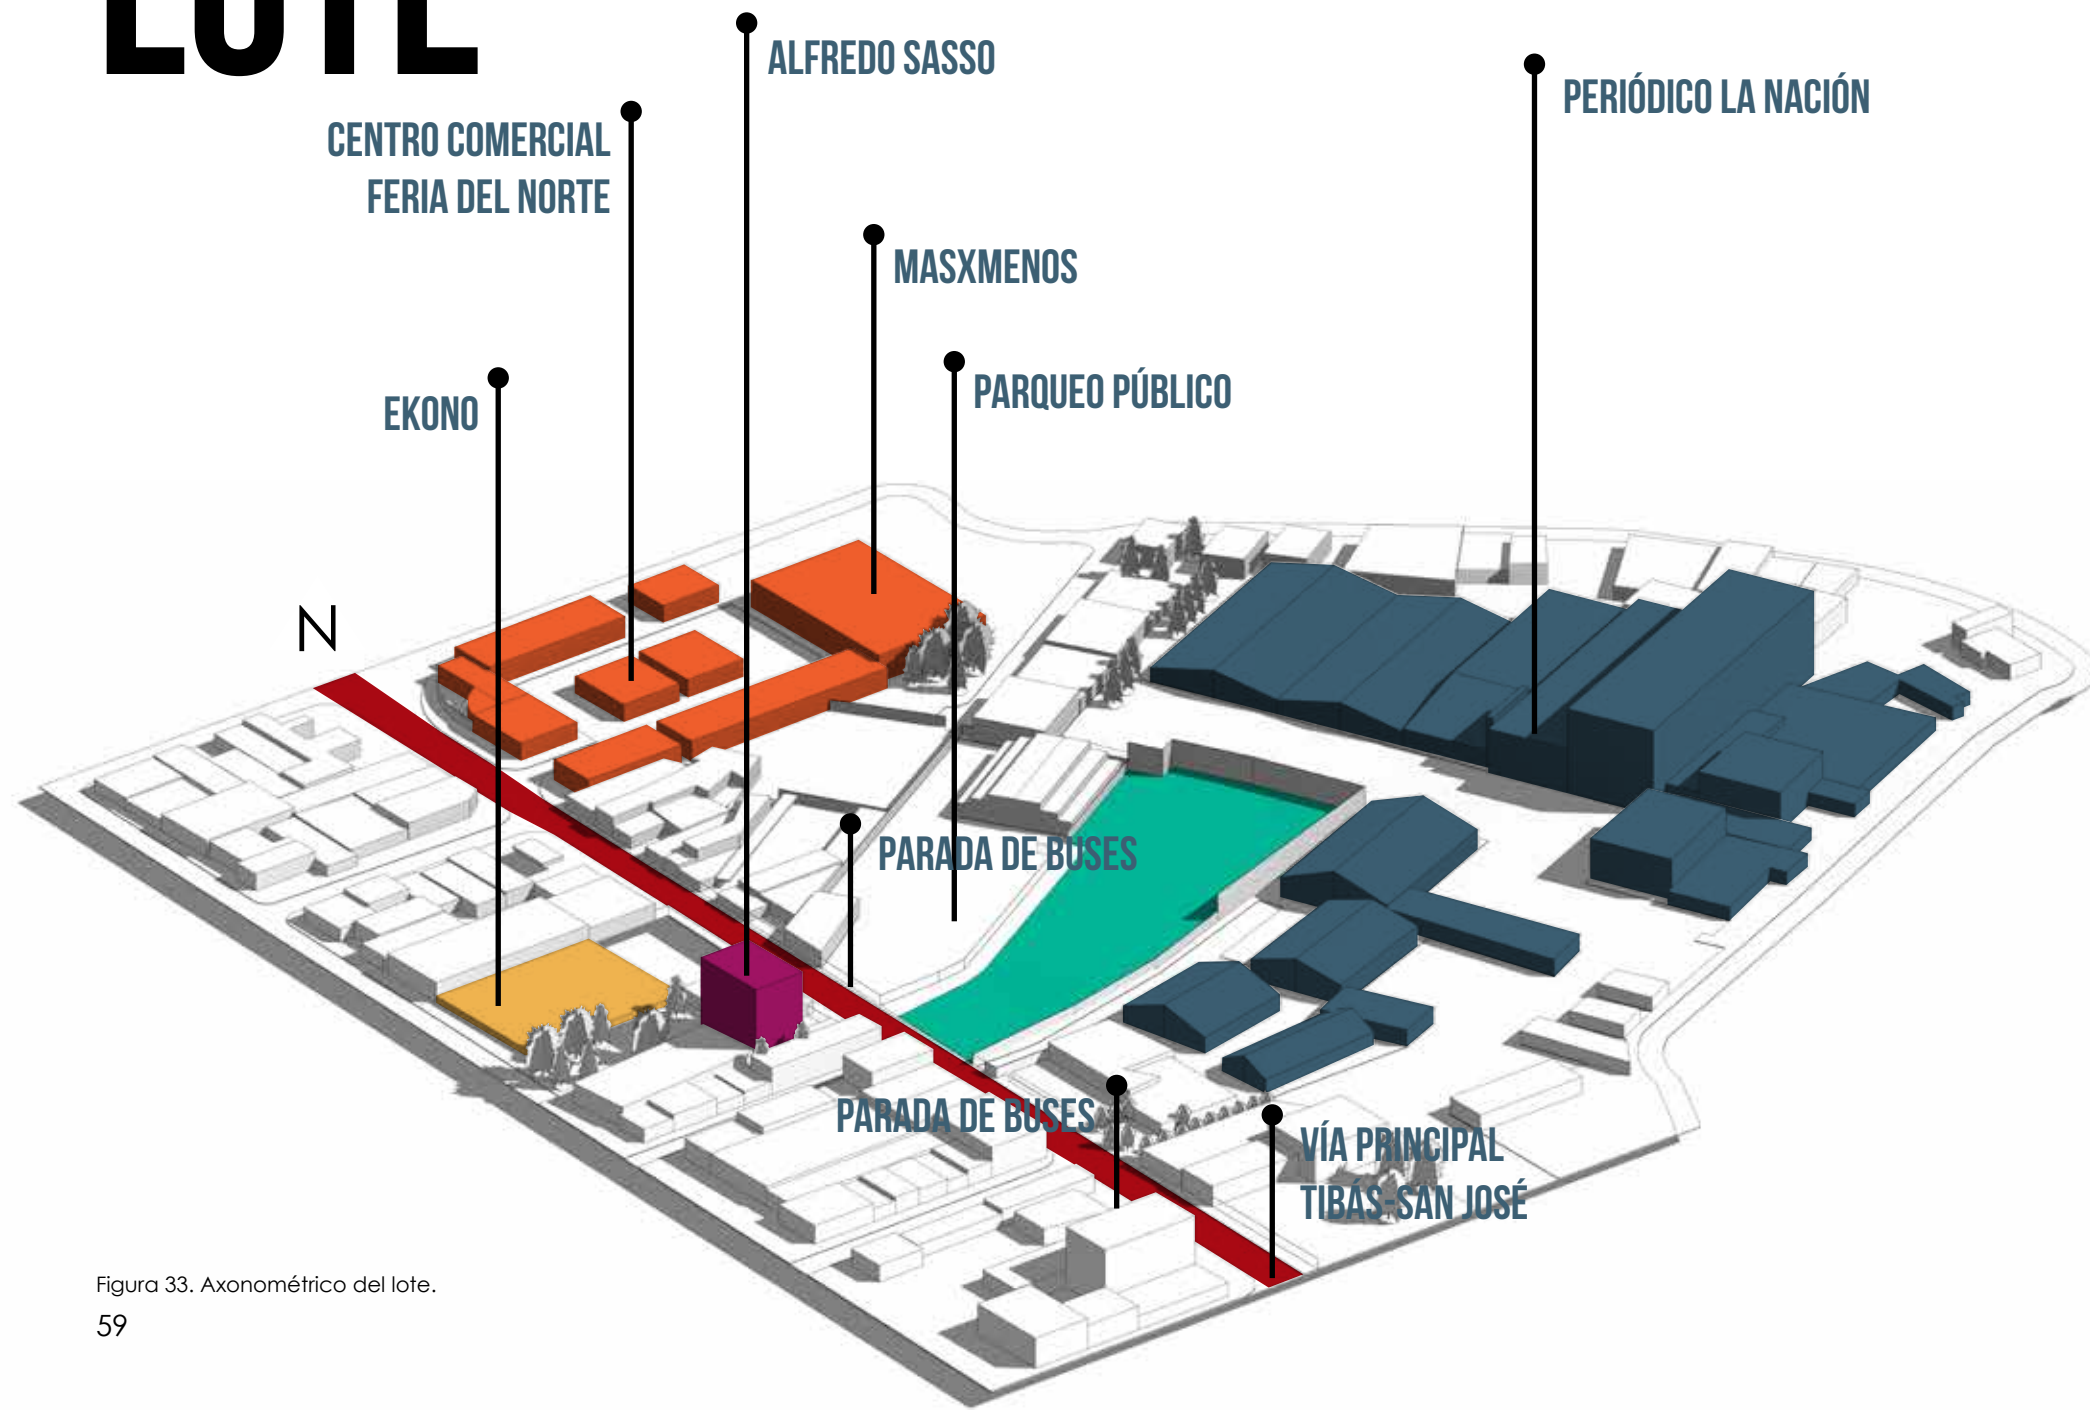 LOTE
ALFREDO SASSO
PERIÓDICO LA NACIÓN
CENTRO COMERCIAL
FERIA DEL NORTE
MASXMENOS
PARQUEO PÚBLICO
EKONO
N
PARADA DE BUSES
PARADA DE BUSES
VÍA PRINCIPAL
TIBÁS-SAN JOSÉ
Figura 33. Axonométrico del lote.
59